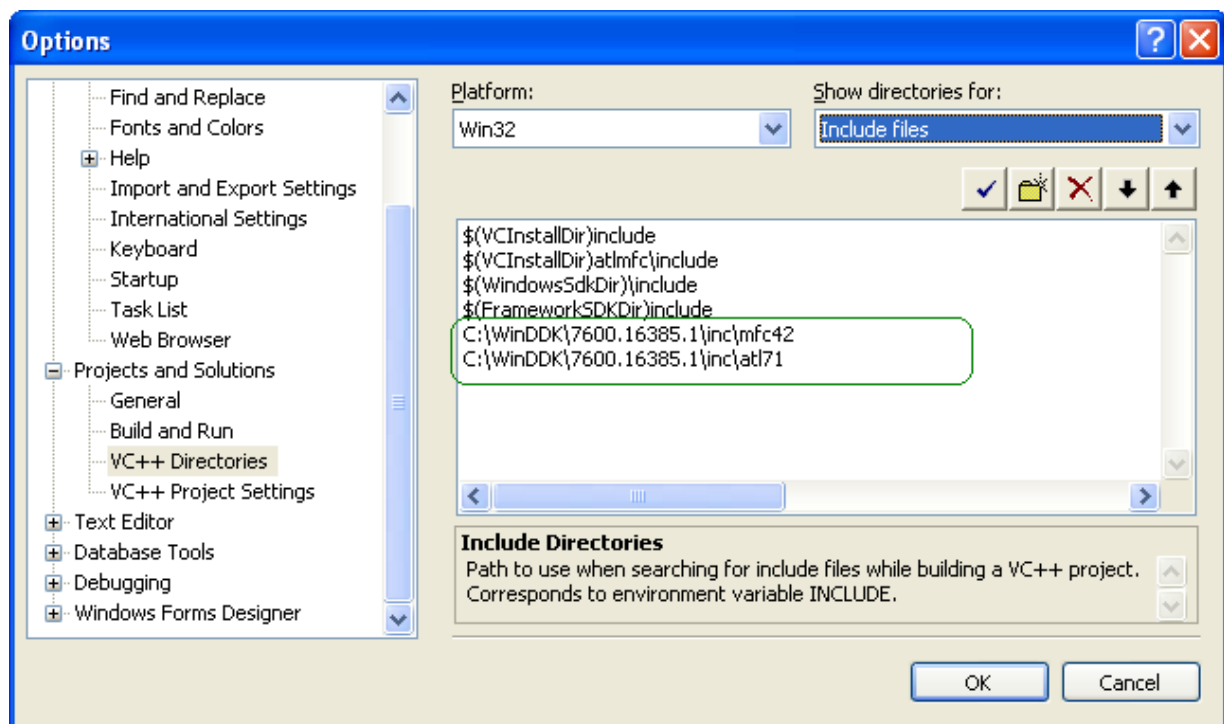 Options
Find and Replace
Fonts and Colors
Help
Import and Export Settings
International Settings
Keyboard
Startup
Task List
Web Browser
Projects and Solutions
General
Build and Run
VC++ Directories
VC++ Project Settings
Text Editor
Database Tools
Debugging
Windows Forms Designer
Platform:
Win32
Show directories for:
Include files
$(VCInstallDir)include
$(VCInstallDir)atlmfc\include
$(WindowsSdkDir)\include
$(FrameworkSDKDir)include
C:\WinDDK\7600.16385.1\inc\mfc42
C:\WinDDK\7600.16385.1\inc\atl71
Include Directories
Path to use when searching for include files while building a VC++ project.
Corresponds to environment variable INCLUDE.
OK
Cancel